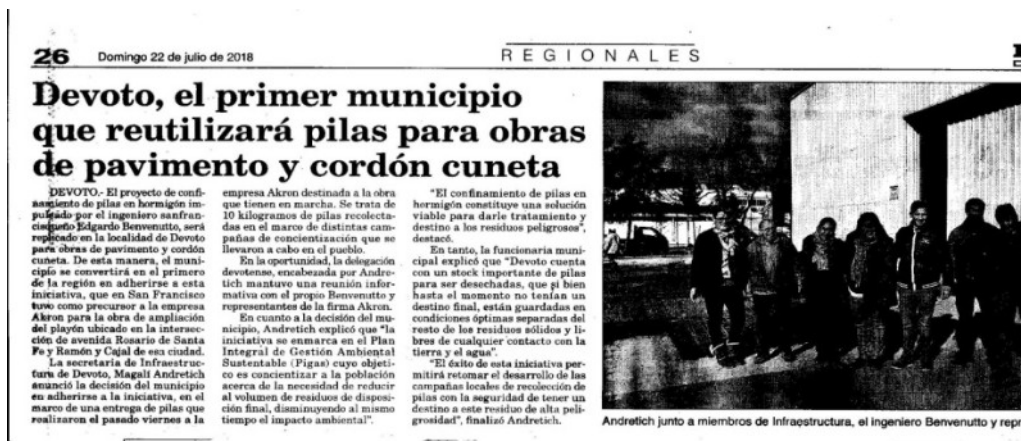 26
Domingo 22 de julio de 2018
REGIONALES
Devoto, el primer municipio
que reutilizará pilas para obras
de pavimento y cordón cuneta
DEVOTO.- El proyecto de confi-
namiento de pilas en hormigón im-
pulsado por el ingeniero sanfran-
cisqueño Edgardo Benvenutto, será
replicado en la localidad de Devoto
para obras de pavimento y cordón
cuneta. De esta manera, el muni-
cipio se convertirá en el primero
de la región en adherirse a esta
iniciativa, que en San Francisco
tuvo como precursor a la empresa
Akron para la obra de ampliación
del playón ubicado en la intersec-
ción de avenida Rosario de Santa
Fe y Ramón y Cajal de esa ciudad.
La secretaria de Infraestruc-
tura de Devoto, Magalí Andretich
anunció la decisión del municipio
en adherirse a la iniciativa, en el
marco de una entrega de pilas que
realizaron el pasado viernes a la
empresa Akron destinada a la obra
que tienen en marcha. Se trata de
10 kilogramos de pilas recolecta-
das en el marco de distintas cam-
pañas de concientización que se
llevaron a cabo en el pueblo.
En la oportunidad, la delegación
devotense, encabezada por Andre-
tich mantuvo una reunión infor-
mativa con el propio Benvenutto y
representantes de la firma Akron.
En cuanto a la decisión del mu-
nicipio, Andretich explicó que "la
iniciativa se enmarca en el Plan
Integral de Gestión Ambiental
Sustentable (Pigas) cuyo objeti-
co es concientizar a la población
acerca de la necesidad de reducir
al volumen de residuos de disposi-
ción final, disminuyendo al mismo
tiempo el impacto ambiental".
"El confinamiento de pilas en
hormigón constituye una solución
viable para darle tratamiento y
destino a los residuos peligrosos",
destacó.
En tanto, la funcionaria muni-
cipal explicó que "Devoto cuenta
con un stock importante de pilas
para ser desechadas, que si bien
hasta el momento no tenían un
destino final, están guardadas en
condiciones óptimas separadas del
resto de los residuos sólidos y li-
bres de cualquier contacto con la
tierra y el agua".
"El éxito de esta iniciativa per-
mitirá retomar el desarrollo de las
campañas locales de recolección de
pilas con la seguridad de tener un
destino a este residuo de alta peli-
grosidad", finalizó Andretich.
Andretich junto a miembros de Infraestructura, el ingeniero Benvenutto y repr